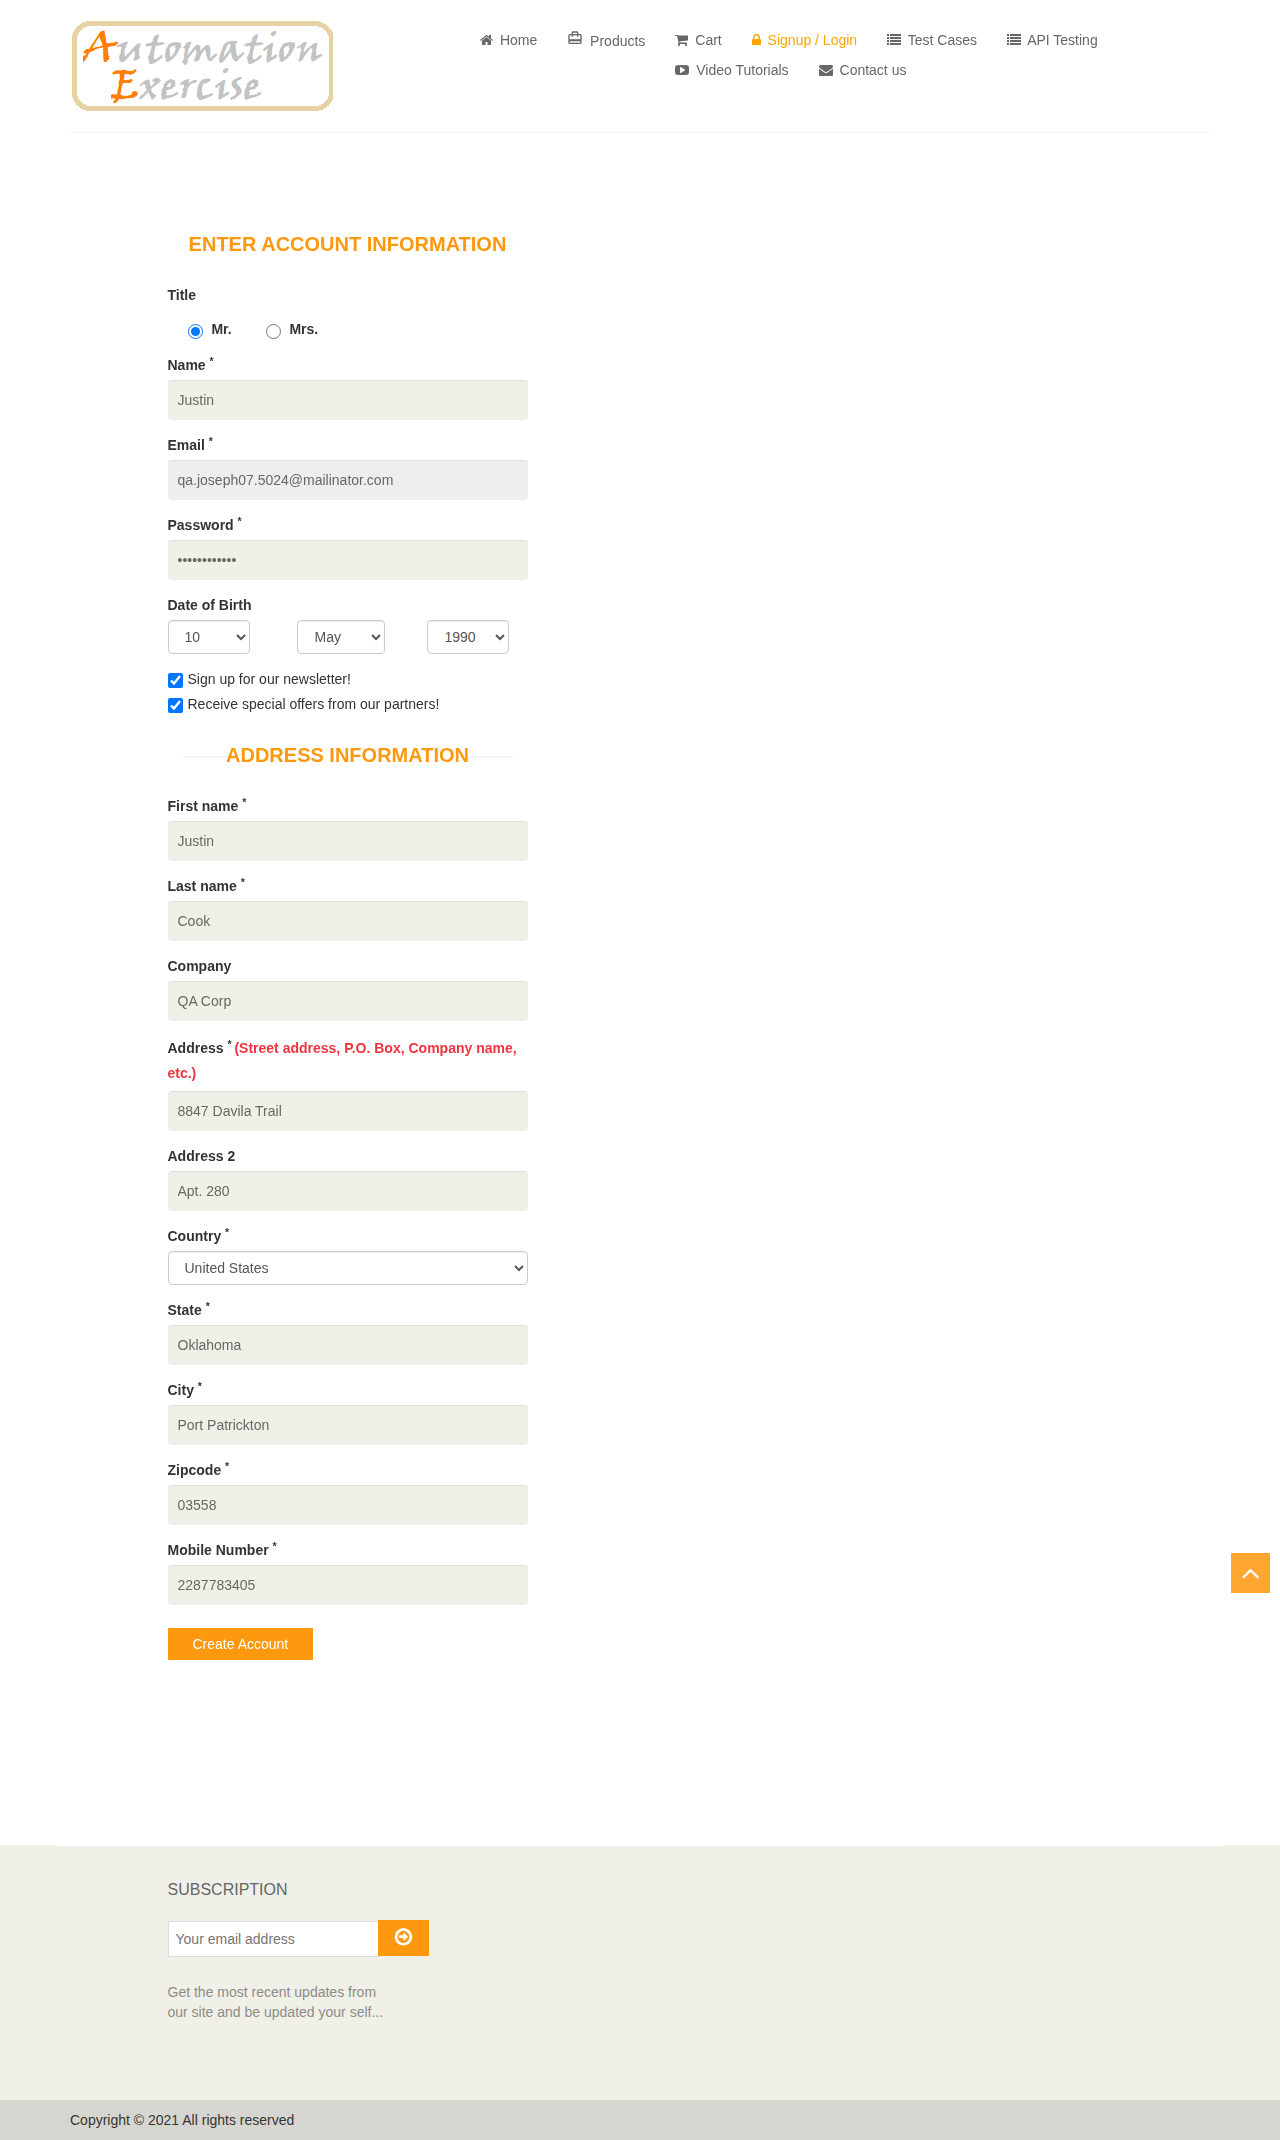 Automation
Exercise
Home
Products
Cart
Signup / Login
Test Cases
API Testing
Video Tutorials
Contact us
ENTER ACCOUNT INFORMATION
Title
Mr.
Mrs.
Name *
Justin
Email *
qa.joseph07.5024@mailinator.com
Password *
••••••••••••
Date of Birth
10
May
1990
Sign up for our newsletter!
Receive special offers from our partners!
ADDRESS INFORMATION
First name *
Justin
Last name *
Cook
Company
QA Corp
Address * (Street address, P.O. Box, Company name,
etc.)
8847 Davila Trail
Address 2
Apt. 280
Country *
United States
State *
Oklahoma
City *
Port Patrickton
Zipcode *
03558
Mobile Number *
2287783405
Create Account
SUBSCRIPTION
Your email address
Get the most recent updates from
our site and be updated your self...
Copyright © 2021 All rights reserved